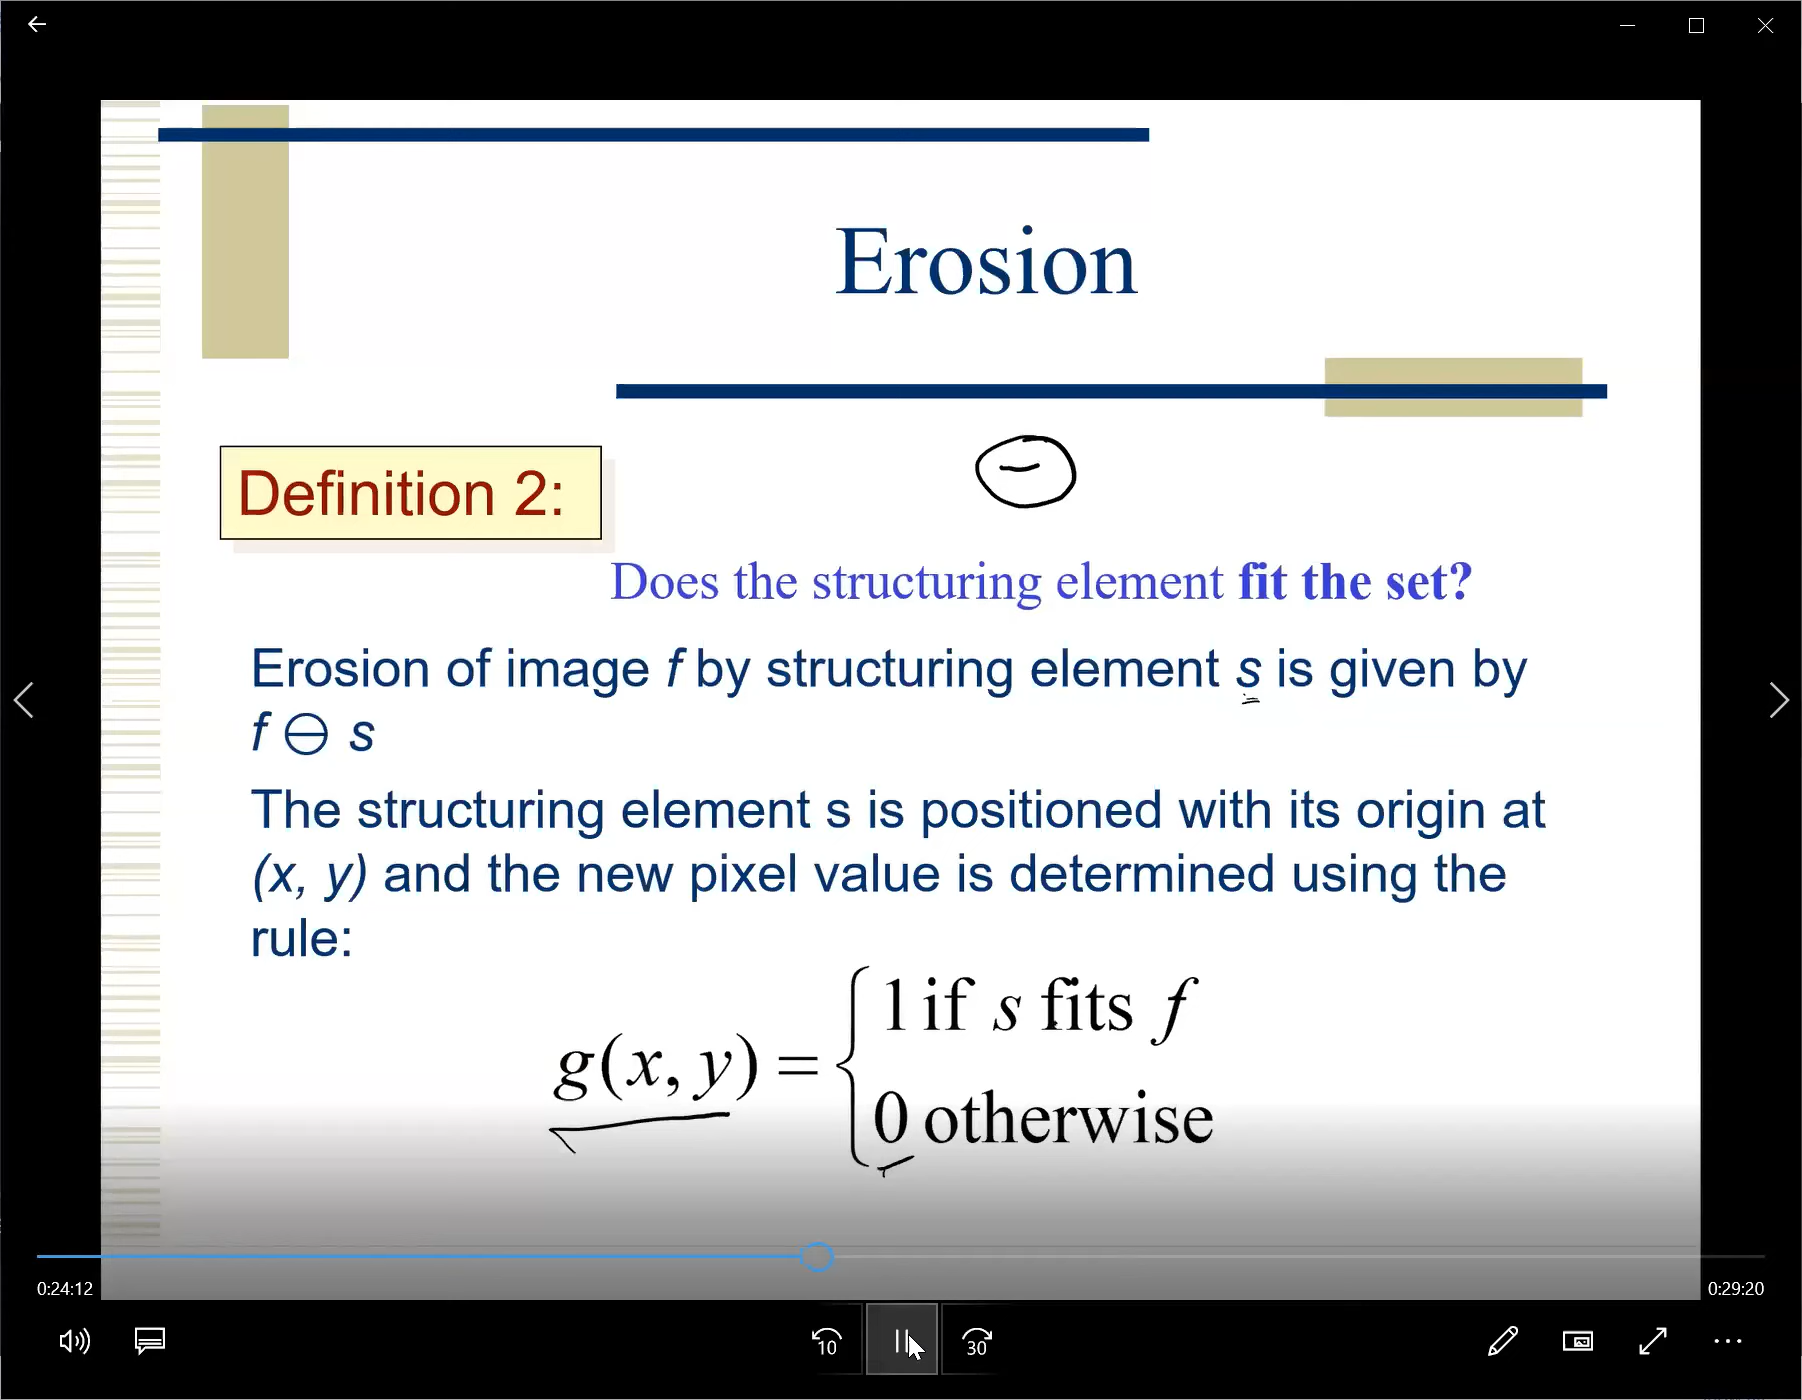 Erosion
Definition 2:
Does the structuring element fit the set?
Erosion of image f by structuring element s is given by
f ⊖ s
The structuring element s is positioned with its origin at
(x, y) and the new pixel value is determined using the
rule:
1 if s fits f
g(x, y) = {
0 otherwise
0:24:12
0:29:20
10
30